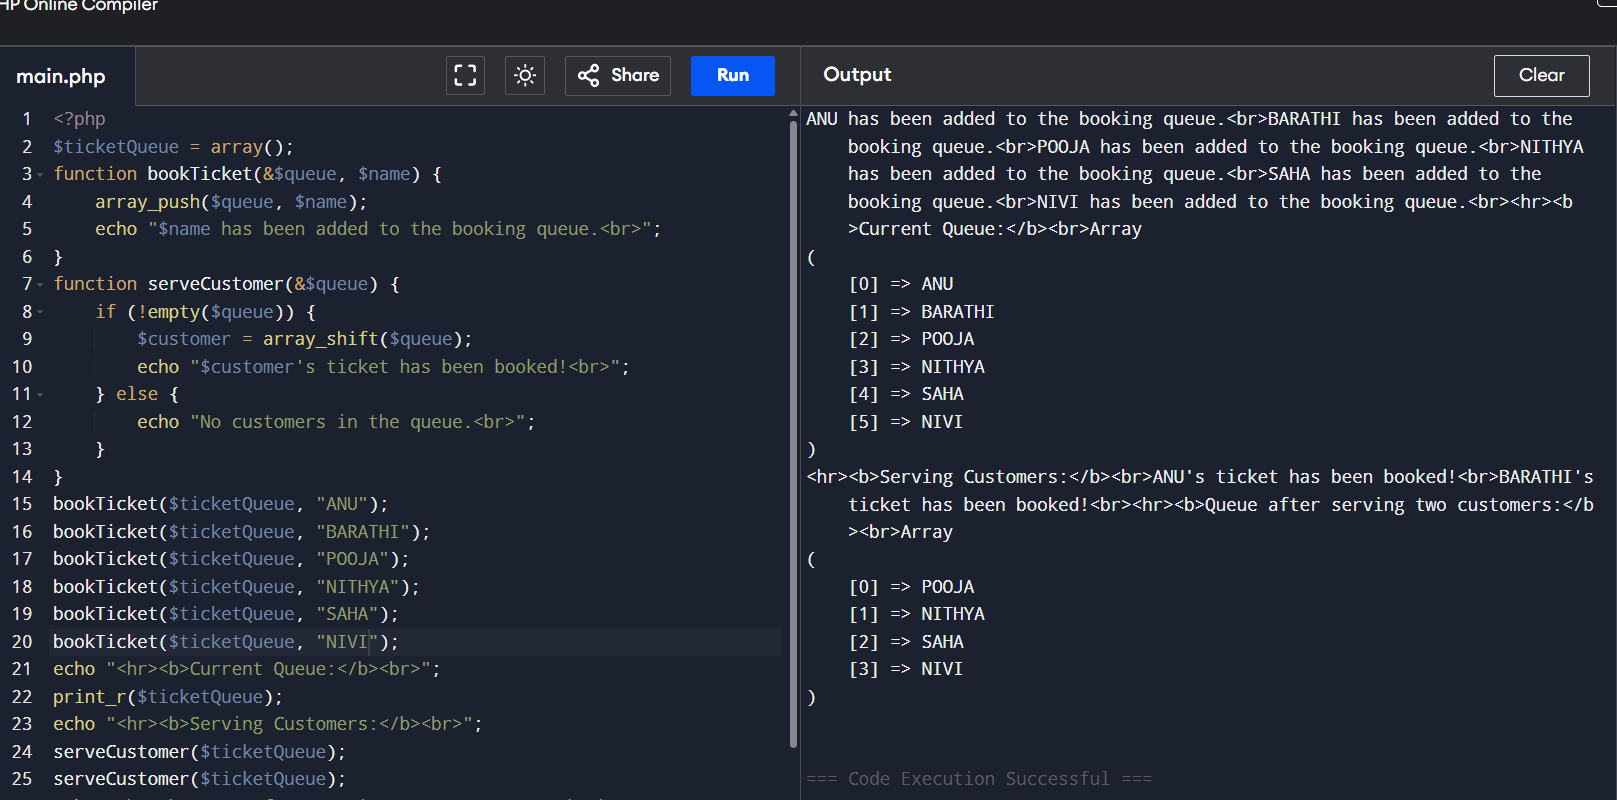 HP Online Compiler
main.php
Share
Run
Output
Clear
1 <?php
2 $ticketQueue = array();
3 function bookTicket(&$queue, $name) {
4     array_push($queue, $name);
5     echo "$name has been added to the booking queue.<br>";
6 }
7 function serveCustomer(&$queue) {
8     if (!empty($queue)) {
9         $customer = array_shift($queue);
10         echo "$customer's ticket has been booked!<br>";
11     } else {
12         echo "No customers in the queue.<br>";
13     }
14 }
15 bookTicket($ticketQueue, "ANU");
16 bookTicket($ticketQueue, "BARATHI");
17 bookTicket($ticketQueue, "POOJA");
18 bookTicket($ticketQueue, "NITHYA");
19 bookTicket($ticketQueue, "SAHA");
20 bookTicket($ticketQueue, "NIVI");
21 echo "<hr><b>Current Queue:</b><br>";
22 print_r($ticketQueue);
23 echo "<hr><b>Serving Customers:</b><br>";
24 serveCustomer($ticketQueue);
25 serveCustomer($ticketQueue);
ANU has been added to the booking queue.<br>BARATHI has been added to the
booking queue.<br>POOJA has been added to the booking queue.<br>NITHYA
has been added to the booking queue.<br>SAHA has been added to the
booking queue.<br>NIVI has been added to the booking queue.<br><hr><b
>Current Queue:</b><br>Array
(
[0] => ANU
[1] => BARATHI
[2] => POOJA
[3] => NITHYA
[4] => SAHA
[5] => NIVI
)
<hr><b>Serving Customers:</b><br>ANU's ticket has been booked!<br>BARATHI's
ticket has been booked!<br><hr><b>Queue after serving two customers:</b
><br>Array
(
[0] => POOJA
[1] => NITHYA
[2] => SAHA
[3] => NIVI
)
=== Code Execution Successful ===